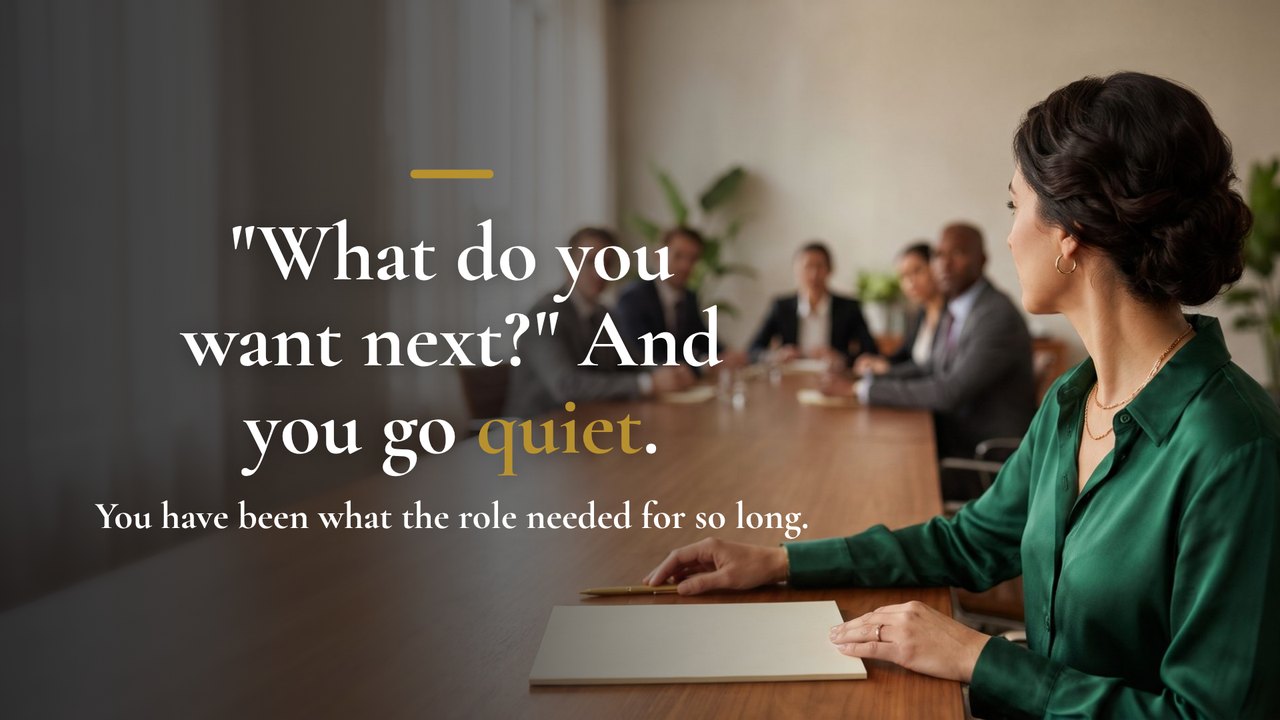 "What do you
want next?" And
you go quiet.
You have been what the role needed for so long.